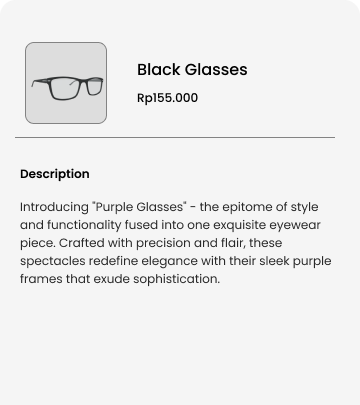 Black Glasses
Rp155.000
Description
Introducing "Purple Glasses" - the epitome of style
and functionality fused into one exquisite eyewear
piece. Crafted with precision and flair, these
spectacles redefine elegance with their sleek purple
frames that exude sophistication.